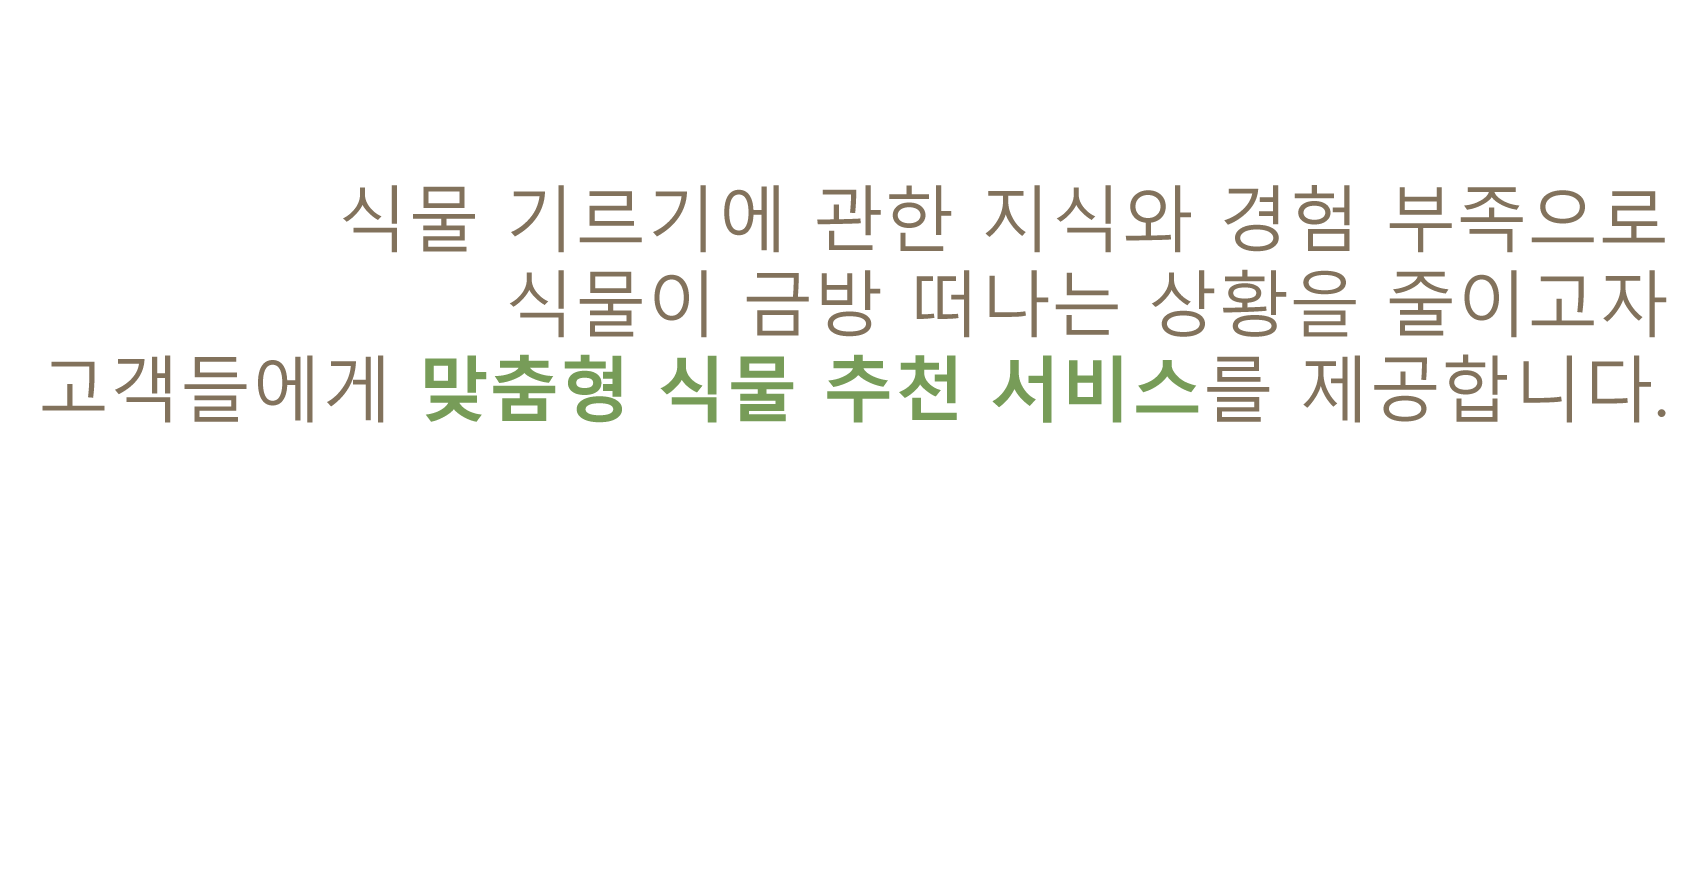 식물 기르기에 관한 지식와 경험 부족으로
식물이 금방 떠나는 상황을 줄이고자
고객들에게 맞춤형 식물 추천 서비스를 제공합니다.